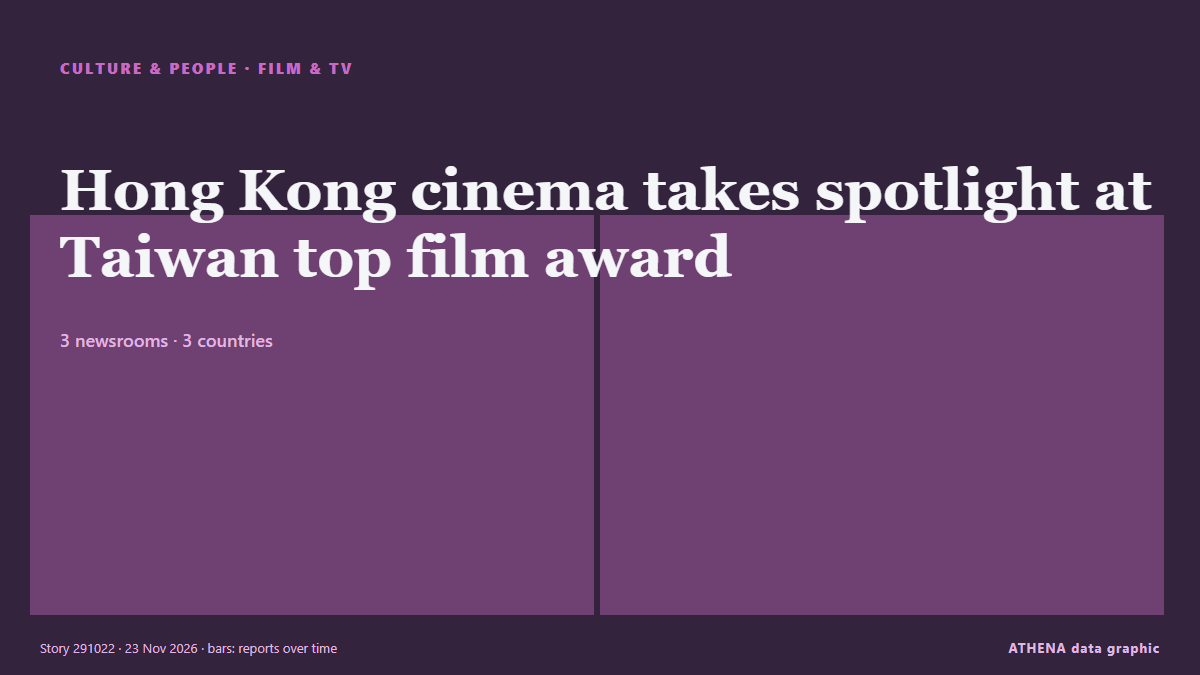 CULTURE & PEOPLE · FILM & TV
Hong Kong cinema takes spotlight at
Taiwan top film award
3 newsrooms · 3 countries
Story 291022 · 23 Nov 2026 · bars: reports over time
ATHENA data graphic